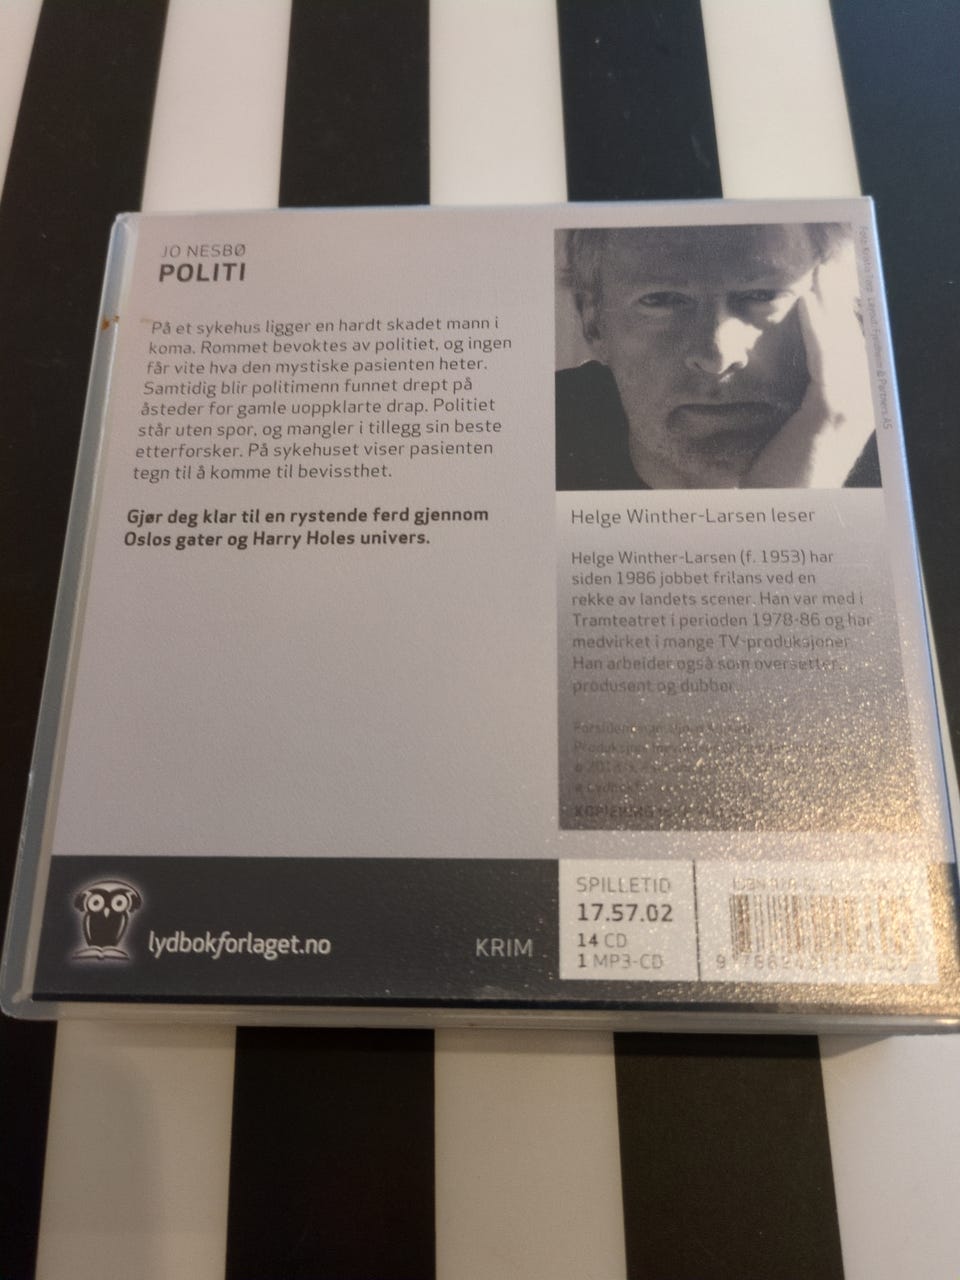 JO NESBØ
POLITI
På et sykehus ligger en hardt skadet mann i
koma. Rommet bevoktes av politiet, og ingen
får vite hva den mystiske pasienten heter.
Samtidig blir politimenn funnet drept på
åsteder for gamle uoppklarte drap. Politiet
står uten spor, og mangler i tillegg sin beste
etterforsker. På sykehuset viser pasienten
tegn til å komme til bevissthet.
Gjør deg klar til en rystende ferd gjennom
Oslos gater og Harry Holes univers.
Helge Winther-Larsen leser
Helge Winther-Larsen (f. 1953) har
siden 1986 jobbet frilans ved en
rekke av landets scener. Han var med i
Tramteatret i perioden 1978-86 og har
medvirket i mange TV-produksjoner.
Han arbeider også som oversetter,
produsent og dubber.
KOPIERING
lydbokforlaget.no
KRIM
SPILLETID
17.57.02
14 CD
1 MP3-CD
ISBN